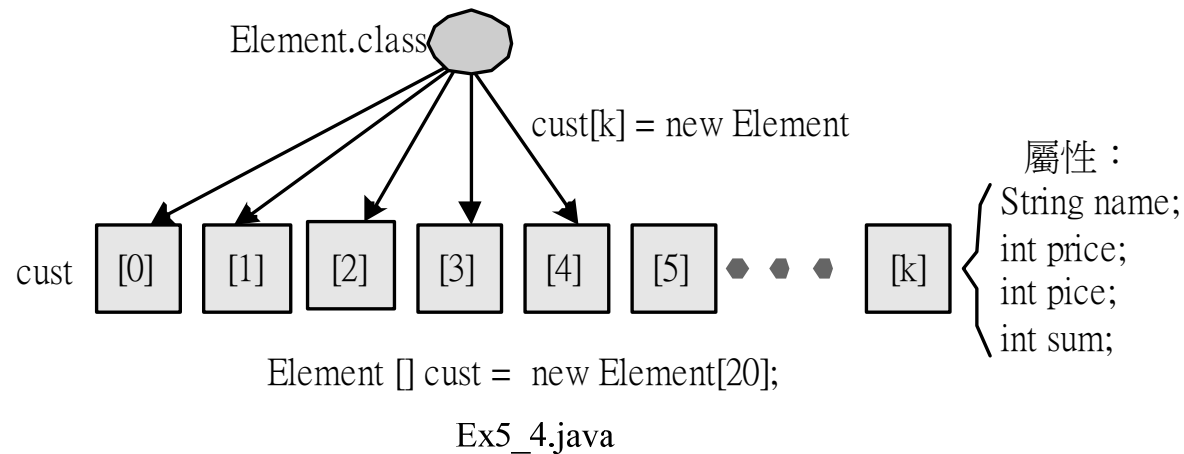 Element.class
cust[k] = new Element
屬性：
String name;
int price;
int pice;
int sum;
cust [0] [1] [2] [3] [4] [5] [k]
Element [] cust = new Element[20];
Ex5_4.java